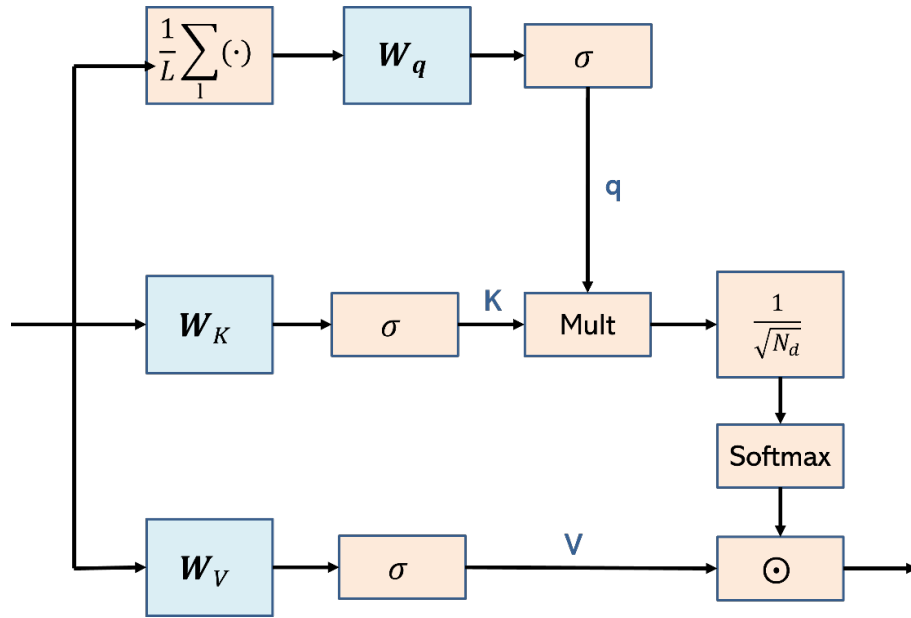 1/L ∑_l (·)
W_q
σ
q
W_K
σ
K
Mult
1/√N_d
Softmax
W_V
σ
V
⊙